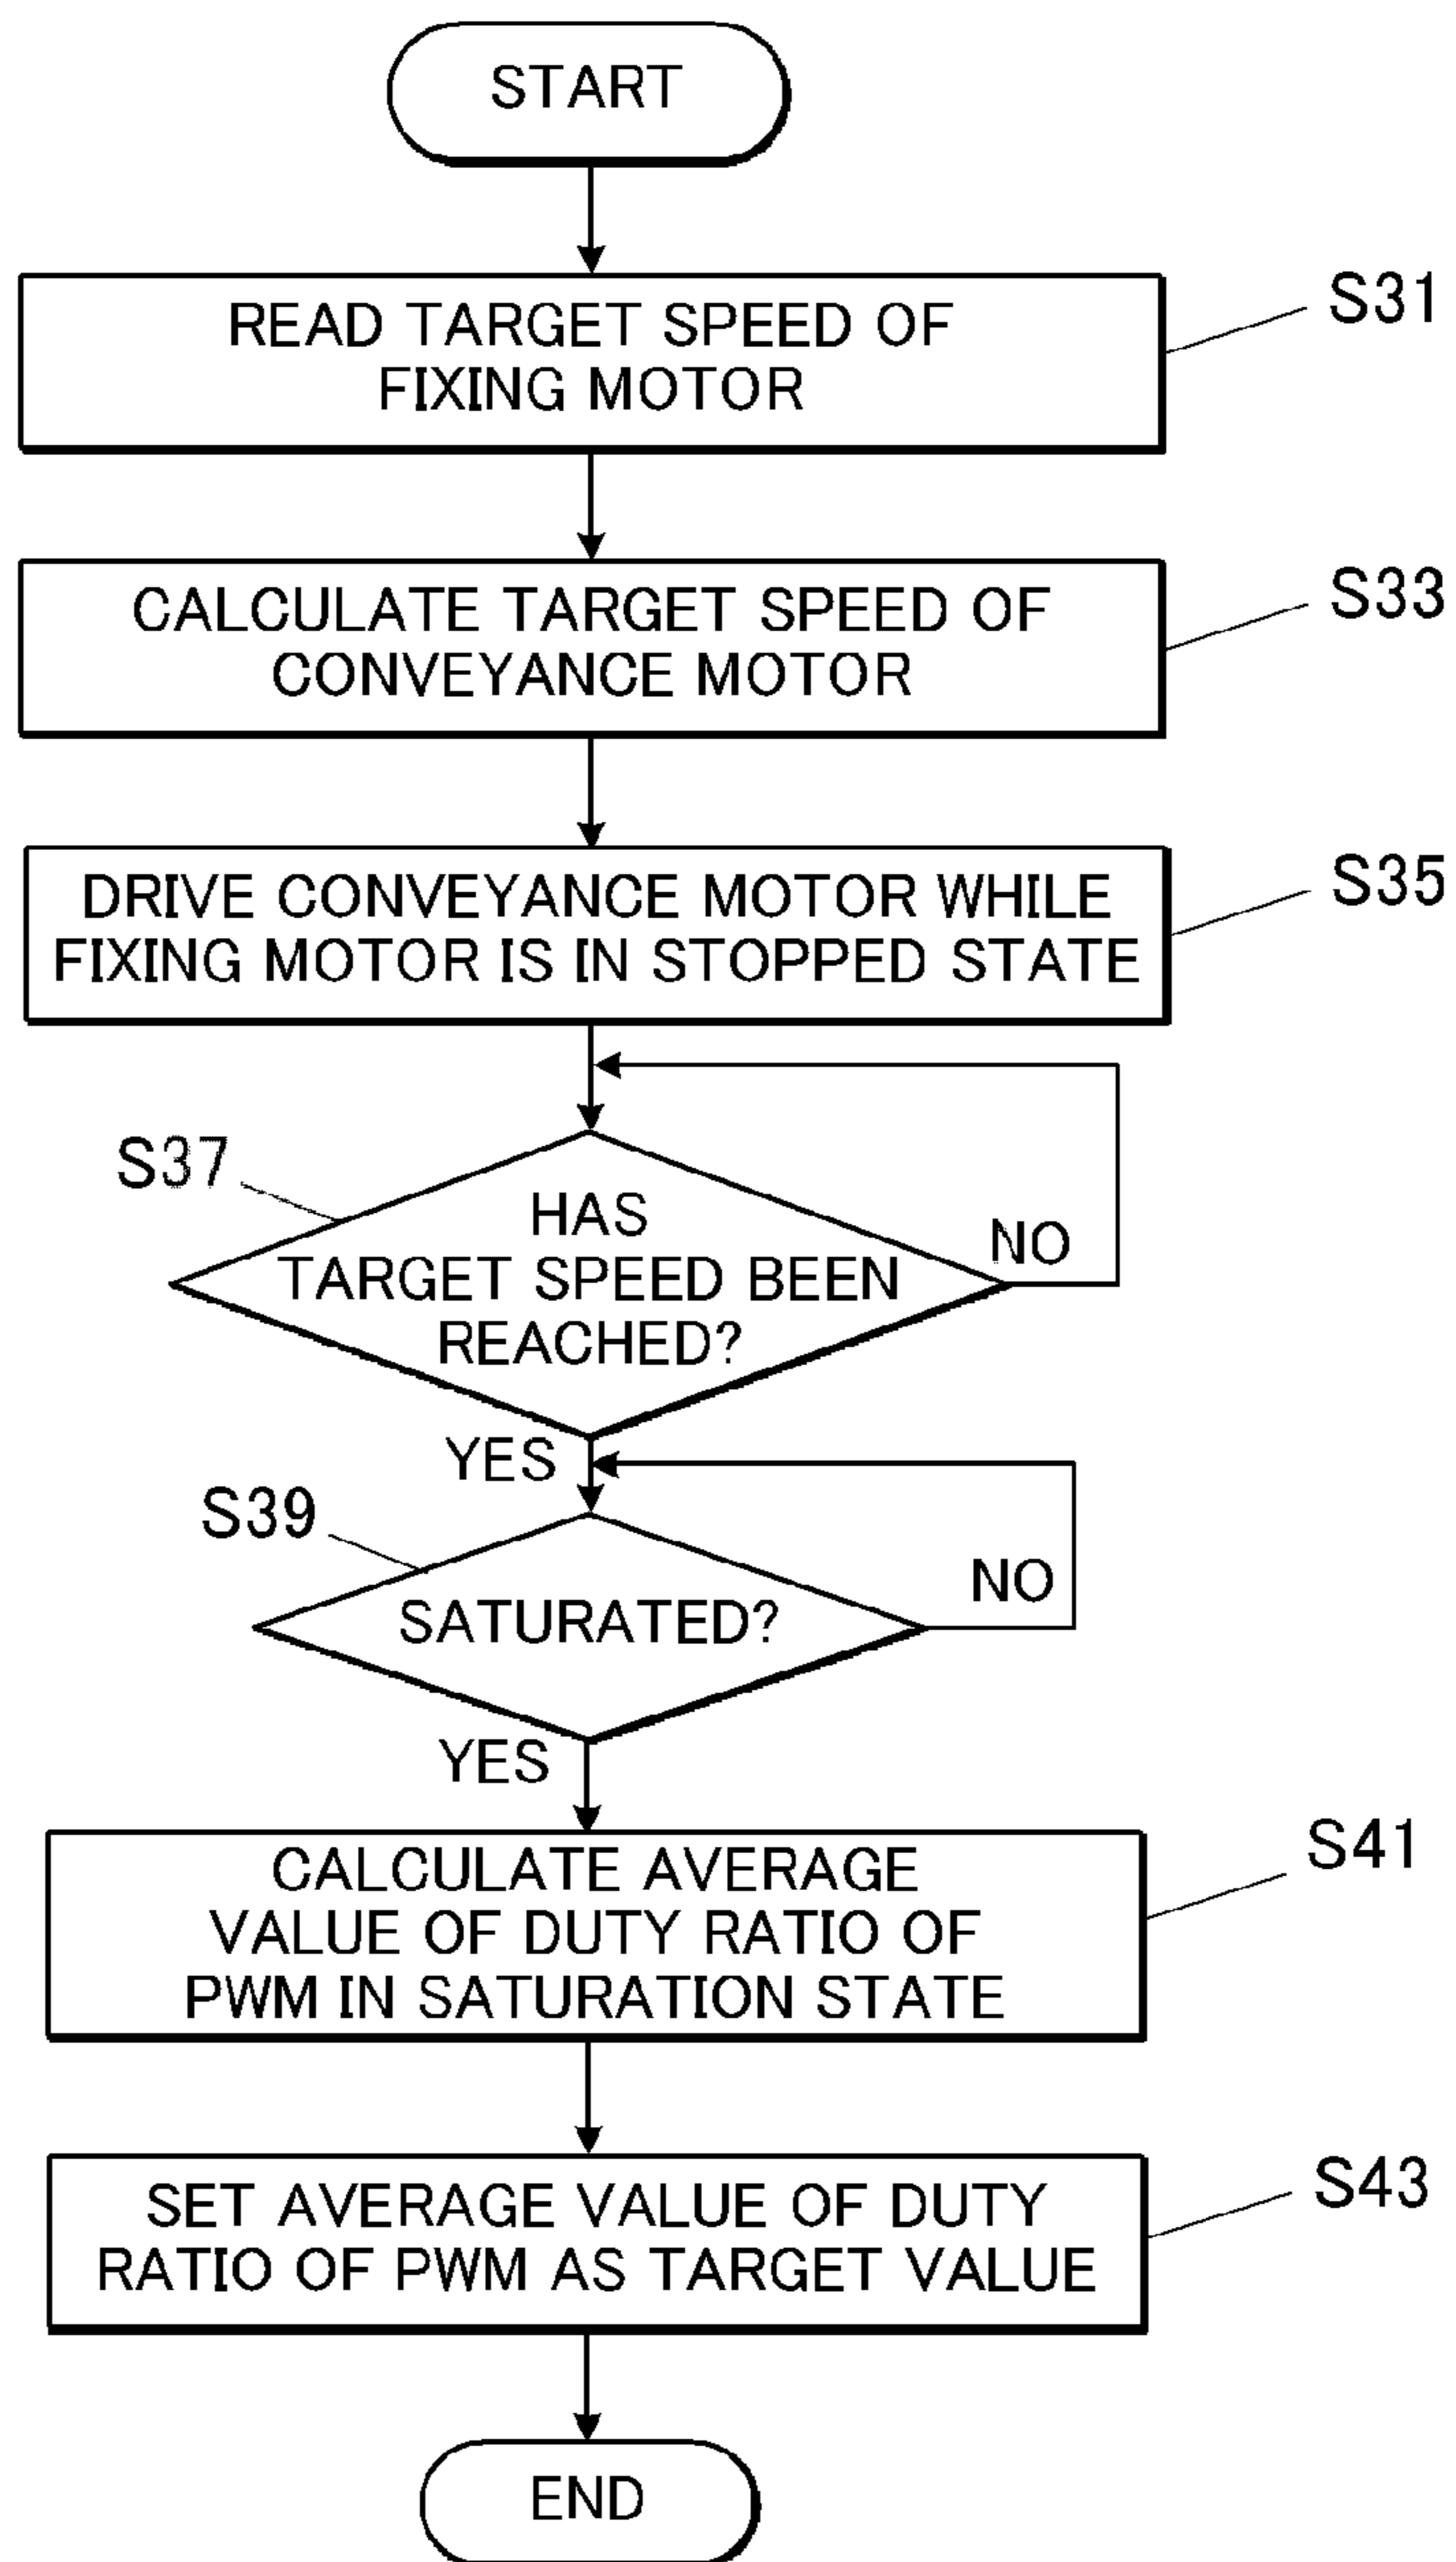 START
READ TARGET SPEED OF
FIXING MOTOR
S31
CALCULATE TARGET SPEED OF
CONVEYANCE MOTOR
S33
DRIVE CONVEYANCE MOTOR WHILE
FIXING MOTOR IS IN STOPPED STATE
S35
S37
HAS
TARGET SPEED BEEN
REACHED?
NO
YES
S39
SATURATED?
NO
YES
CALCULATE AVERAGE
VALUE OF DUTY RATIO OF
PWM IN SATURATION STATE
S41
SET AVERAGE VALUE OF DUTY
RATIO OF PWM AS TARGET VALUE
S43
END